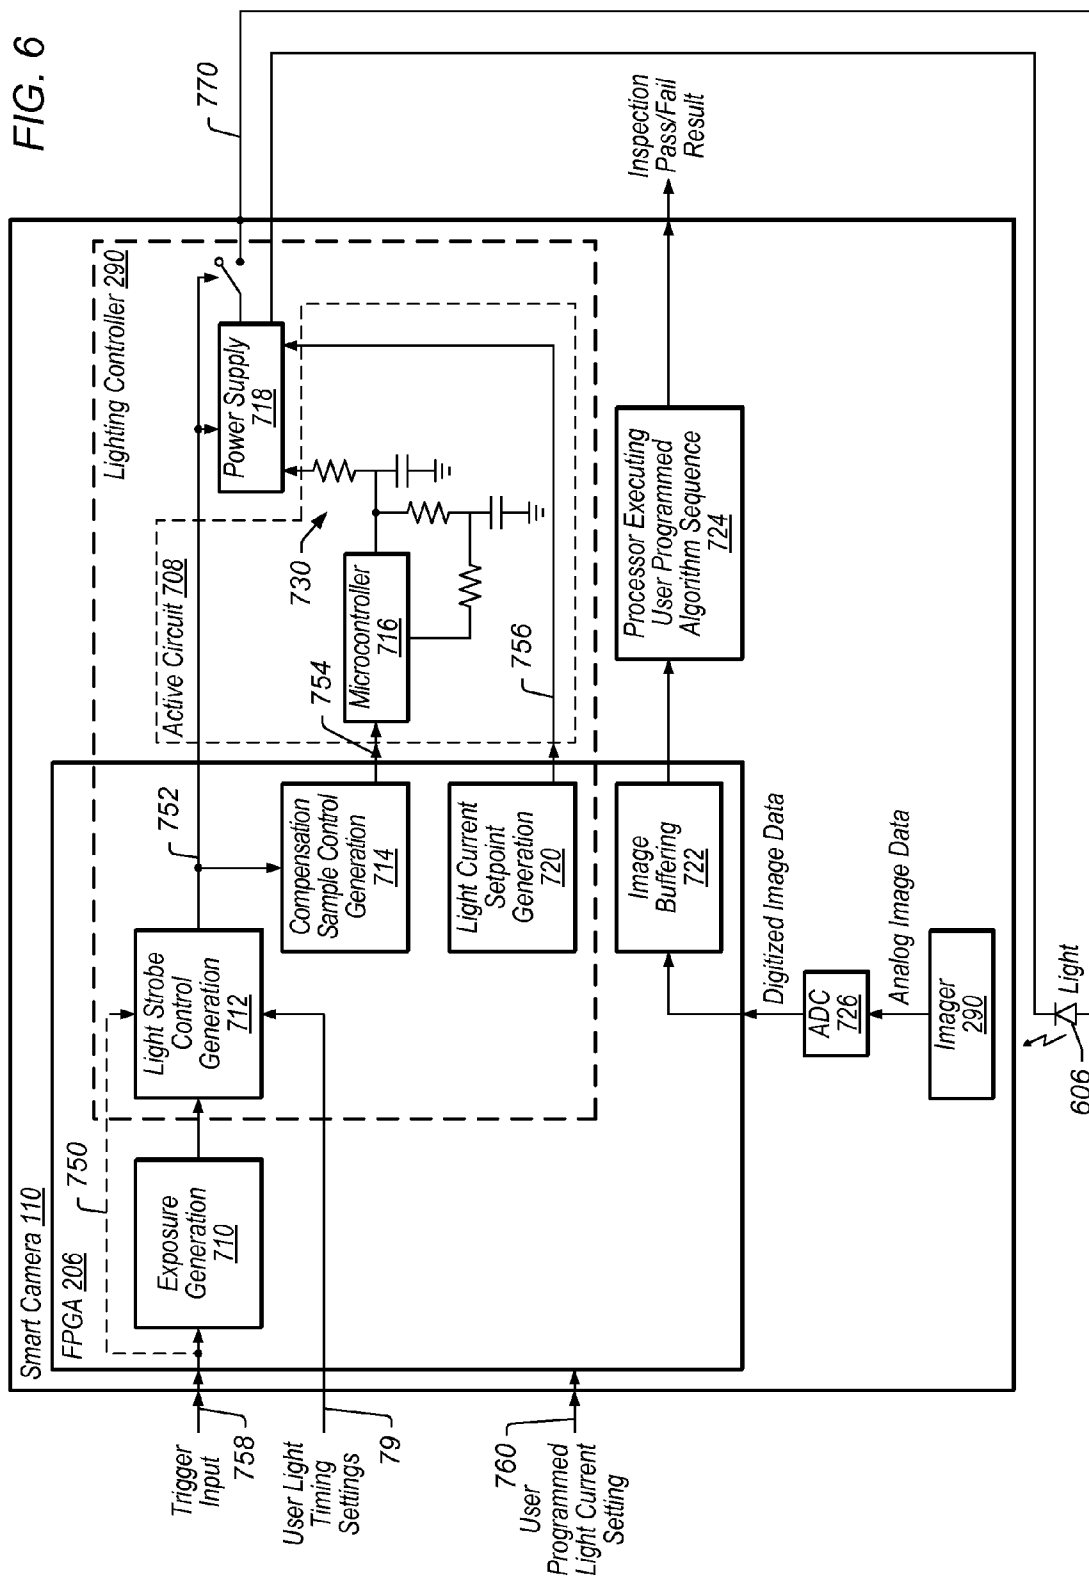 FIG. 6
Smart Camera 110
FPGA 206
Trigger
Input
758
750
Exposure
Generation
710
User Light
Timing
Settings
79
Light Strobe
Control
Generation
712
752
Lighting Controller 290
Active Circuit 708
Compensation
Sample Control
Generation
714
754
Microcontroller
716
730
Power Supply
718
770
760
User
Programmed
Light Current
Setting
Light Current
Setpoint
Generation
720
756
Image
Buffering
722
Processor Executing
User Programmed
Algorithm Sequence
724
Inspection
Pass/Fail
Result
Digitized Image Data
ADC
726
Analog Image Data
Imager
290
606
Light